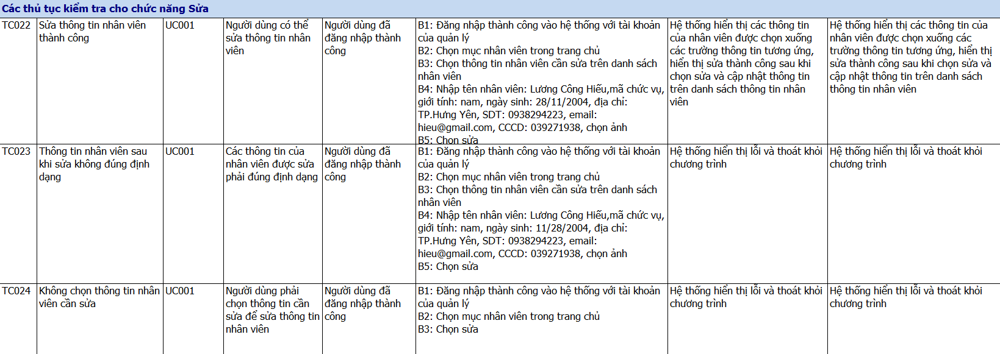 Các thủ tục kiểm tra cho chức năng Sửa
TC022
Sửa thông tin nhân viên
thành công
UC001
Người dùng có thể
sửa thông tin nhân
viên
Người dùng đã
đăng nhập thành
công
B1: Đăng nhập thành công vào hệ thống với tài khoản
của quản lý
B2: Chọn mục nhân viên trong trang chủ
B3: Chọn thông tin nhân viên cần sửa trên danh sách
nhân viên
B4: Nhập tên nhân viên: Lương Công Hiếu,mã chức vụ,
giới tính: nam, ngày sinh: 28/11/2004, địa chỉ:
TP.Hưng Yên, SDT: 0938294223, email:
hieu@gmail.com, CCCD: 039271938, chọn ảnh
B5: Chọn sửa
Hệ thống hiển thị các thông tin
của nhân viên được chọn xuống
các trường thông tin tương ứng,
hiển thị sửa thành công sau khi
chọn sửa và cập nhật thông tin
trên danh sách thông tin nhân
viên
Hệ thống hiển thị các thông tin của
nhân viên được chọn xuống các
trường thông tin tương ứng, hiển thị
sửa thành công sau khi chọn sửa và
cập nhật thông tin trên danh sách
thông tin nhân viên
TC023
Thông tin nhân viên sau
khi sửa không đúng định
dạng
UC001
Các thông tin của
nhân viên được sửa
phải đúng định dạng
Người dùng đã
đăng nhập thành
công
B1: Đăng nhập thành công vào hệ thống với tài khoản
của quản lý
B2: Chọn mục nhân viên trong trang chủ
B3: Chọn thông tin nhân viên cần sửa trên danh sách
nhân viên
B4: Nhập tên nhân viên: Lương Công Hiếu,mã chức vụ,
giới tính: nam, ngày sinh: 11/28/2004, địa chỉ:
TP.Hưng Yên, SDT: 0938294223, email:
hieu@gmail.com, CCCD: 039271938, chọn ảnh
B5: Chọn sửa
Hệ thống hiển thị lỗi và thoát khỏi
chương trình
Hệ thống hiển thị lỗi và thoát khỏi
chương trình
TC024
Không chọn thông tin nhân
viên cần sửa
UC001
Người dùng phải
chọn thông tin cần
sửa để sửa thông tin
nhân viên
Người dùng đã
đăng nhập thành
công
B1: Đăng nhập thành công vào hệ thống với tài khoản
của quản lý
B2: Chọn mục nhân viên trong trang chủ
B3: Chọn sửa
Hệ thống hiển thị lỗi và thoát khỏi
chương trình
Hệ thống hiển thị lỗi và thoát khỏi
chương trình